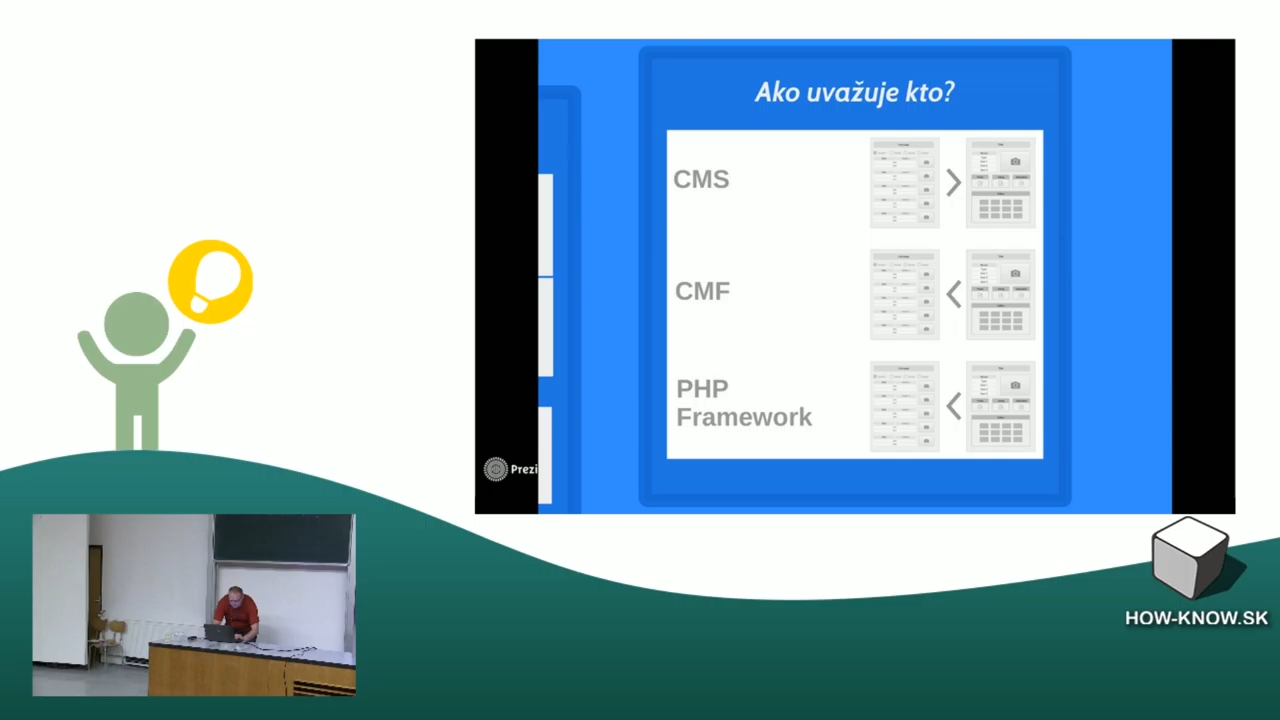 Ako uvažuje kto?
CMS
CMF
PHP
Framework
Prezi
HOW-KNOW.SK